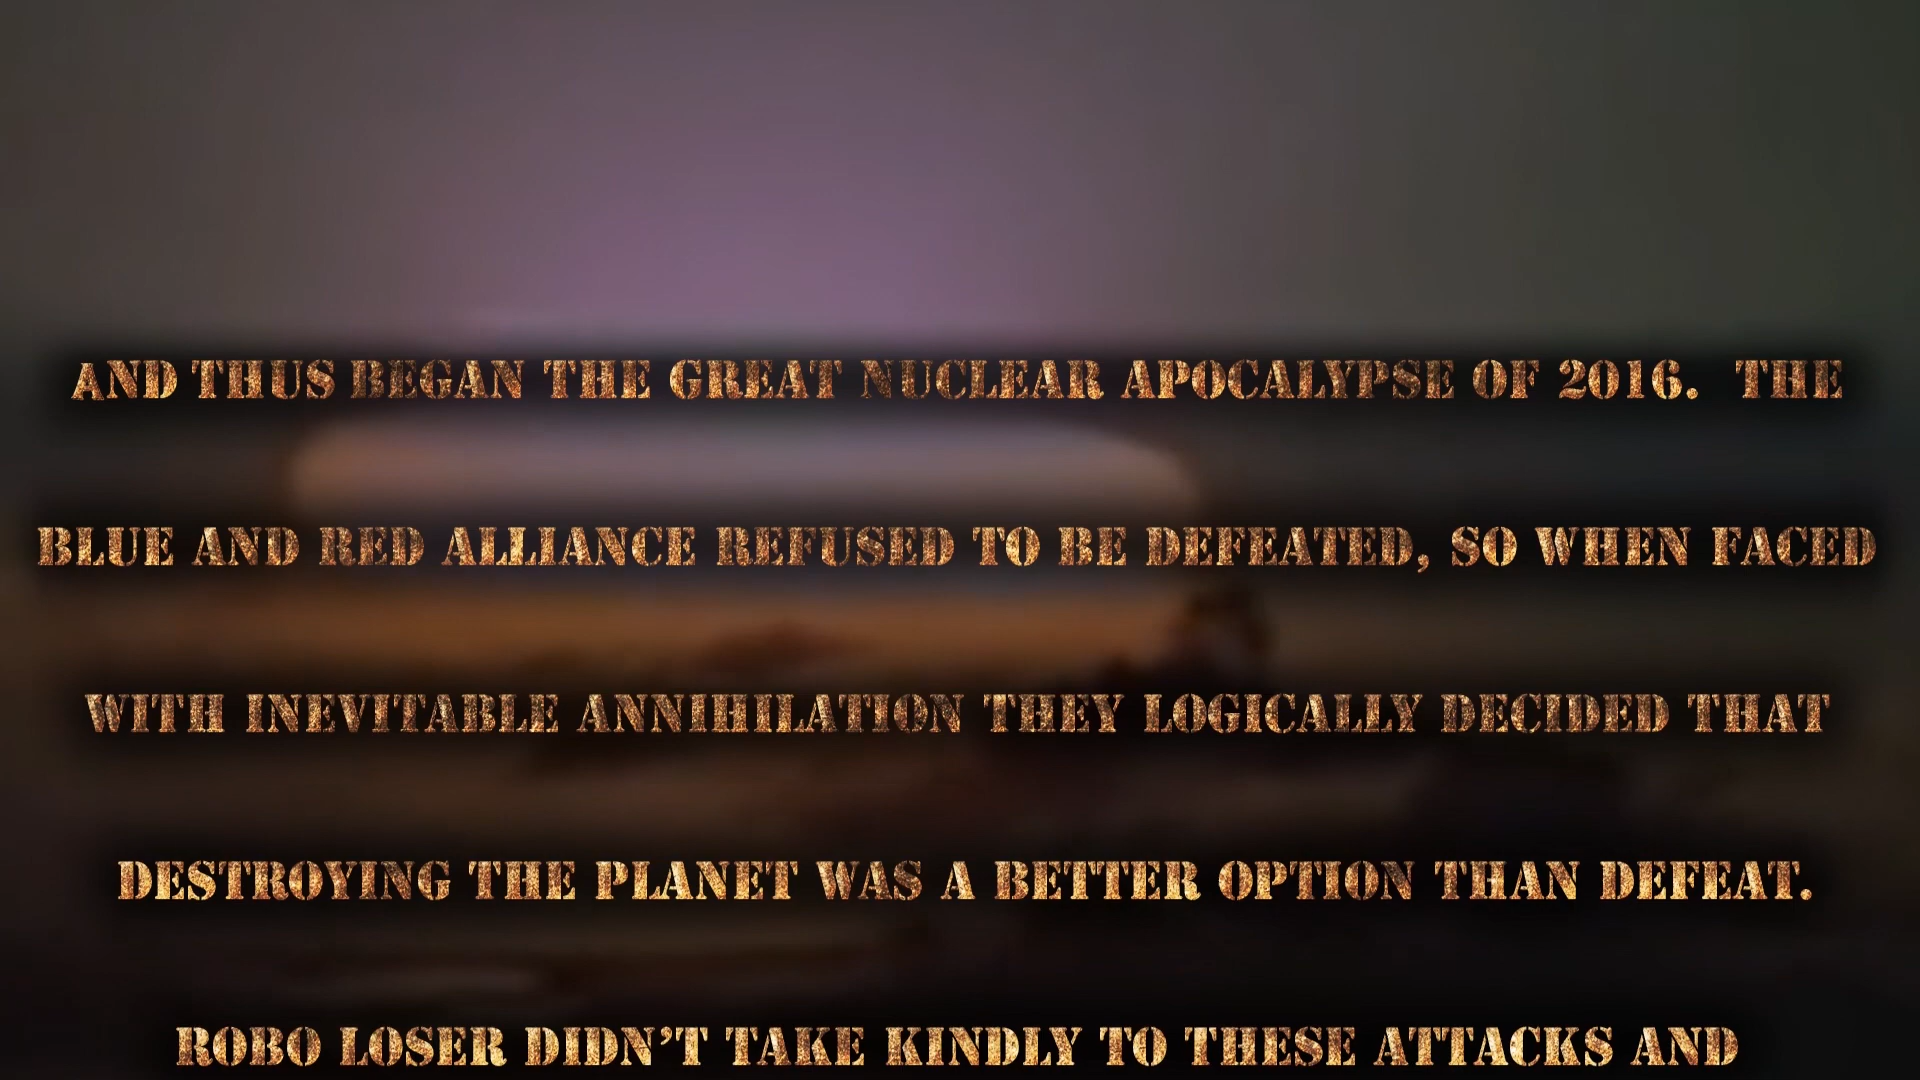 AND THUS BEGAN THE GREAT NUCLEAR APOCALYPSE OF 2016.  THE
BLUE AND RED ALLIANCE REFUSED TO BE DEFEATED, SO WHEN FACED
WITH INEVITABLE ANNIHILATION THEY LOGICALLY DECIDED THAT
DESTROYING THE PLANET WAS A BETTER OPTION THAN DEFEAT.
ROBO LOSER DIDN’T TAKE KINDLY TO THESE ATTACKS AND